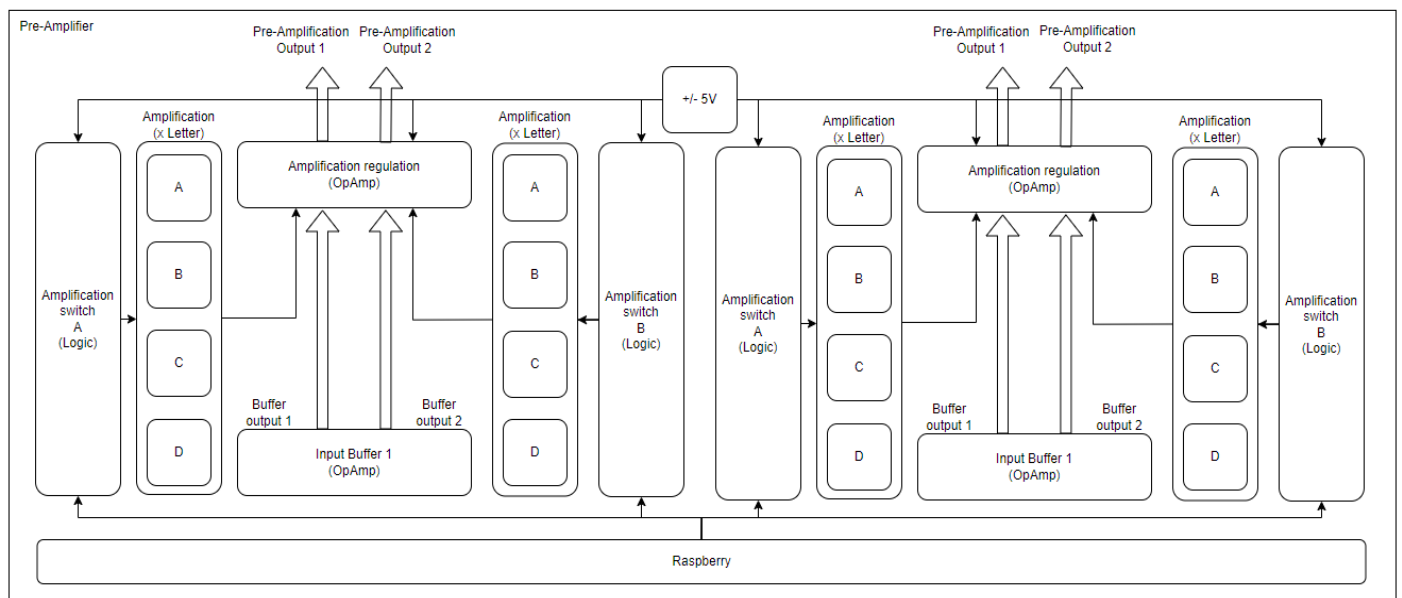 Pre-Amplifier
Pre-Amplification
Output 1
Pre-Amplification
Output 2
Pre-Amplification
Output 1
Pre-Amplification
Output 2
+/- 5V
Amplification
(x Letter)
Amplification
(x Letter)
Amplification
(x Letter)
Amplification
(x Letter)
Amplification
switch
A
(Logic)
A
B
C
D
Amplification regulation
(OpAmp)
Buffer
output 1
Buffer
output 2
Input Buffer 1
(OpAmp)
A
B
C
D
Amplification
switch
B
(Logic)
Amplification
switch
A
(Logic)
A
B
C
D
Amplification regulation
(OpAmp)
Buffer
output 1
Buffer
output 2
Input Buffer 1
(OpAmp)
A
B
C
D
Amplification
switch
B
(Logic)
Raspberry